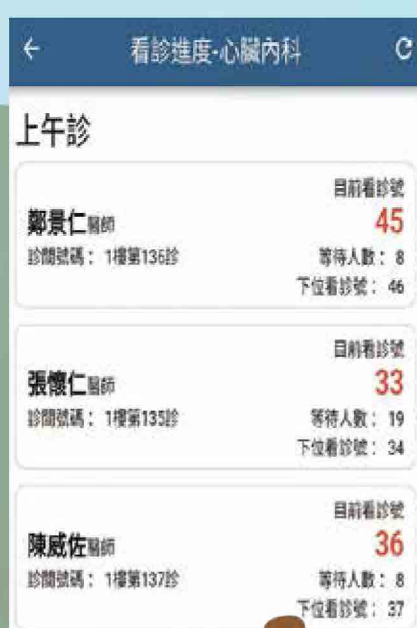 看診進度-心臟內科
上午診
目前看診號
45
鄭景仁醫師
診間號碼： 1樓第136診
等待人數： 8
下位看診號： 46
目前看診號
33
張懷仁醫師
診間號碼： 1樓第135診
等待人數： 19
下位看診號： 34
目前看診號
36
陳威佐醫師
診間號碼： 1樓第137診
等待人數： 8
下位看診號： 37